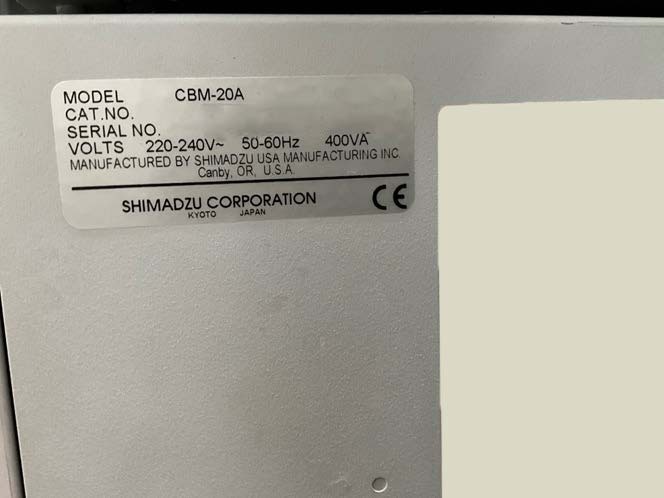 MODEL CBM-20A
CAT.NO.
SERIAL NO.
VOLTS 220-240V~ 50-60Hz 400VA
MANUFACTURED BY SHIMADZU USA MANUFACTURING INC.
Canby, OR, U.S.A.
SHIMADZU CORPORATION CE
KYOTO JAPAN